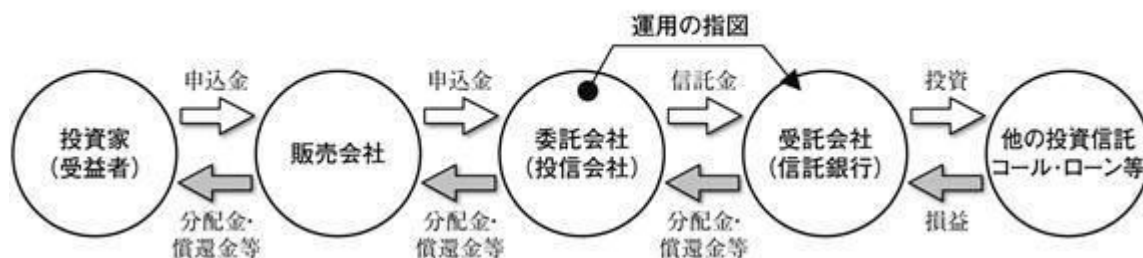 運用の指図
申込金
申込金
信託金
投資
投資家
(受益者)
販売会社
委託会社
(投信会社)
受託会社
(信託銀行)
他の投資信託
コール・ローン等
分配金・
償還金等
分配金・
償還金等
分配金・
償還金等
損益